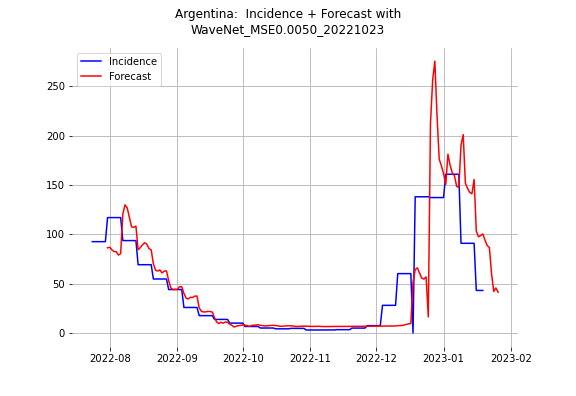 Argentina:  Incidence + Forecast with
WaveNet_MSE0.0050_20221023
Incidence
Forecast
250
200
150
100
50
0
2022-08 2022-09 2022-10 2022-11 2022-12 2023-01 2023-02